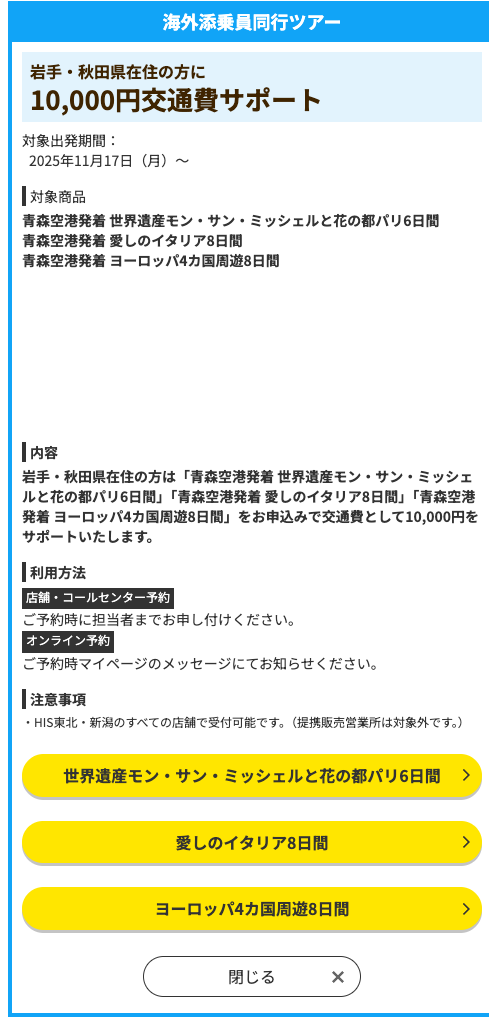 海外添乗員同行ツアー
岩手・秋田県在住の方に
10,000円交通費サポート
対象出発期間：
2025年11月17日（月）～
対象商品
青森空港発着 世界遺産モン・サン・ミッシェルと花の都パリ6日間
青森空港発着 愛しのイタリア8日間
青森空港発着 ヨーロッパ4カ国周遊8日間
内容
岩手・秋田県在住の方は「青森空港発着 世界遺産モン・サン・ミッシェ
ルと花の都パリ6日間」「青森空港発着 愛しのイタリア8日間」「青森空港
発着 ヨーロッパ4カ国周遊8日間」をお申込みで交通費として10,000円を
サポートいたします。
利用方法
店舗・コールセンター予約
ご予約時に担当者までお申し付けください。
オンライン予約
ご予約時マイページのメッセージにてお知らせください。
注意事項
・HIS東北・新潟のすべての店舗で受付可能です。（提携販売営業所は対象外です。）
世界遺産モン・サン・ミッシェルと花の都パリ6日間
愛しのイタリア8日間
ヨーロッパ4カ国周遊8日間
閉じる ×